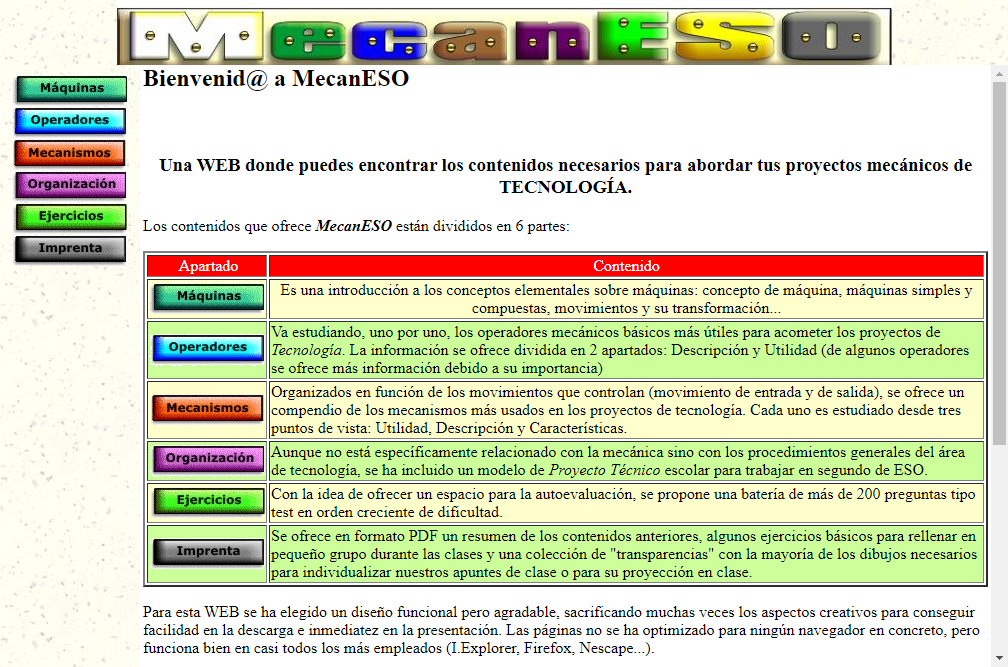 MecanESO
Máquinas
Operadores
Mecanismos
Organización
Ejercicios
Imprenta
Bienvenid@ a MecanESO
Una WEB donde puedes encontrar los contenidos necesarios para abordar tus proyectos mecánicos de
TECNOLOGÍA.
Los contenidos que ofrece MecanESO están divididos en 6 partes:
Apartado Contenido
Máquinas
Es una introducción a los conceptos elementales sobre máquinas: concepto de máquina, máquinas simples y
compuestas, movimientos y su transformación...
Operadores
Va estudiando, uno por uno, los operadores mecánicos básicos más útiles para acometer los proyectos de
Tecnología. La información se ofrece dividida en 2 apartados: Descripción y Utilidad (de algunos operadores
se ofrece más información debido a su importancia)
Mecanismos
Organizados en función de los movimientos que controlan (movimiento de entrada y de salida), se ofrece un
compendio de los mecanismos más usados en los proyectos de tecnología. Cada uno es estudiado desde tres
puntos de vista: Utilidad, Descripción y Características.
Organización
Aunque no está específicamente relacionado con la mecánica sino con los procedimientos generales del área
de tecnología, se ha incluido un modelo de Proyecto Técnico escolar para trabajar en segundo de ESO.
Ejercicios
Con la idea de ofrecer un espacio para la autoevaluación, se propone una batería de más de 200 preguntas tipo
test en orden creciente de dificultad.
Imprenta
Se ofrece en formato PDF un resumen de los contenidos anteriores, algunos ejercicios básicos para rellenar en
pequeño grupo durante las clases y una colección de "transparencias" con la mayoría de los dibujos necesarios
para individualizar nuestros apuntes de clase o para su proyección en clase.
Para esta WEB se ha elegido un diseño funcional pero agradable, sacrificando muchas veces los aspectos creativos para conseguir
facilidad en la descarga e inmediatez en la presentación. Las páginas no se ha optimizado para ningún navegador en concreto, pero
funciona bien en casi todos los más empleados (I.Explorer, Firefox, Nescape...).